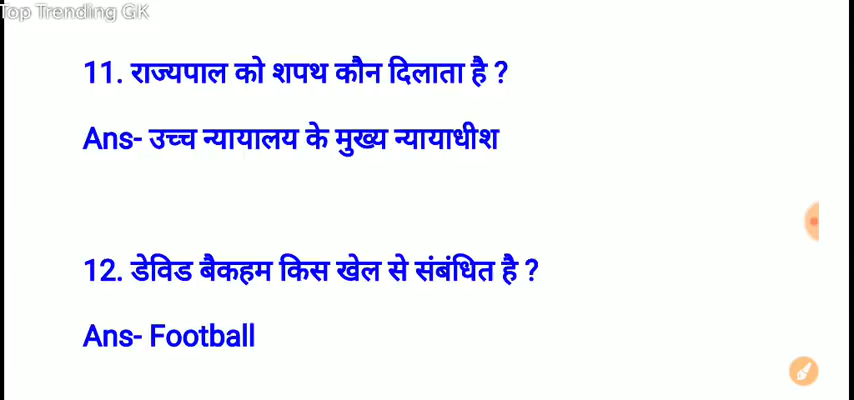 Top Trending GK
11. राज्यपाल को शपथ कौन दिलाता है ?
Ans- उच्च न्यायालय के मुख्य न्यायाधीश
12. डेविड बैकहम किस खेल से संबंधित है ?
Ans- Football